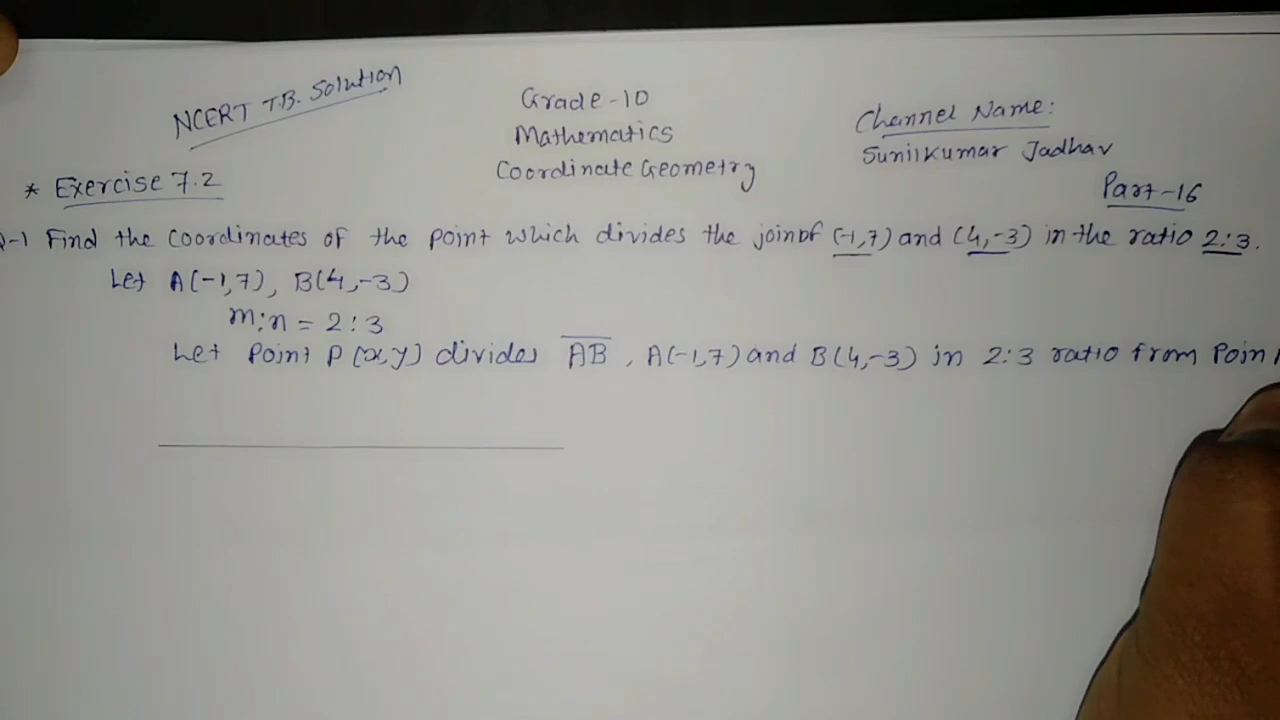 NCERT T.B. Solution
Grade-10
Mathematics
Coordinate Geometry
Channel Name:
Sunilkumar Jadhav
Part-16
* Exercise 7.2
Q-1 Find the coordinates of the point which divides the join of (-1,7) and (4,-3) in the ratio 2:3.
Let A(-1,7), B(4,-3)
m:n = 2:3
Let Point P(x,y) divides AB, A(-1,7) and B(4,-3) in 2:3 ratio from Poin